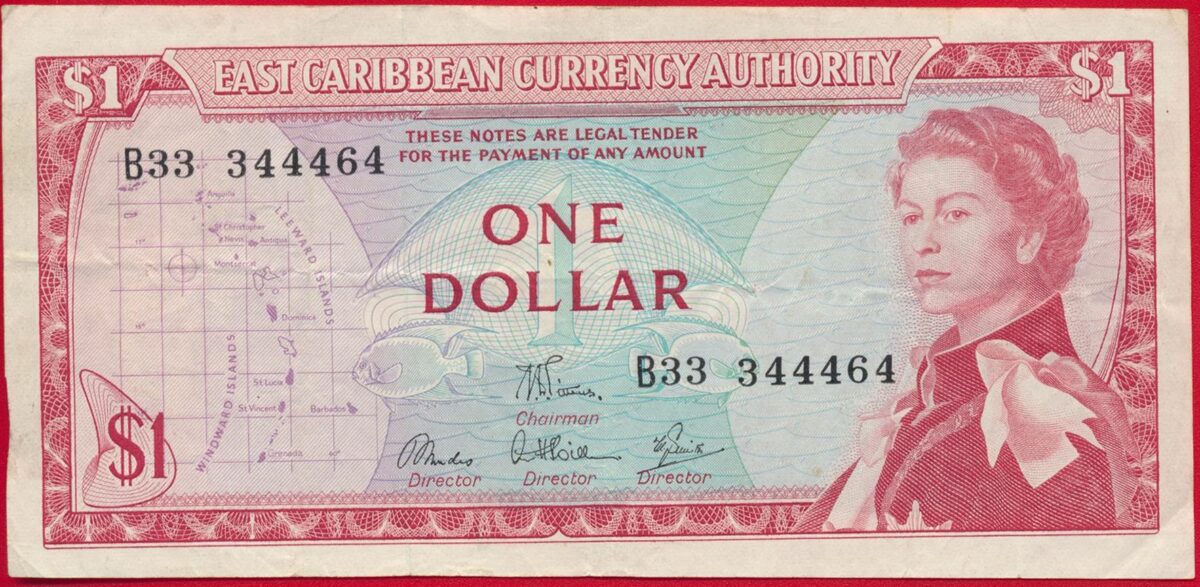 $1
EAST CARIBBEAN CURRENCY AUTHORITY
$1
THESE NOTES ARE LEGAL TENDER
FOR THE PAYMENT OF ANY AMOUNT
B33 344464
Anguilla
St Christopher
Nevis
Antigua
Montserrat
LEEWARD ISLANDS
Dominica
WINDWARD ISLANDS
St Lucia
St Vincent
Barbados
Grenada
1
ONE
DOLLAR
B33 344464
Chairman
Director
Director
Director
$1